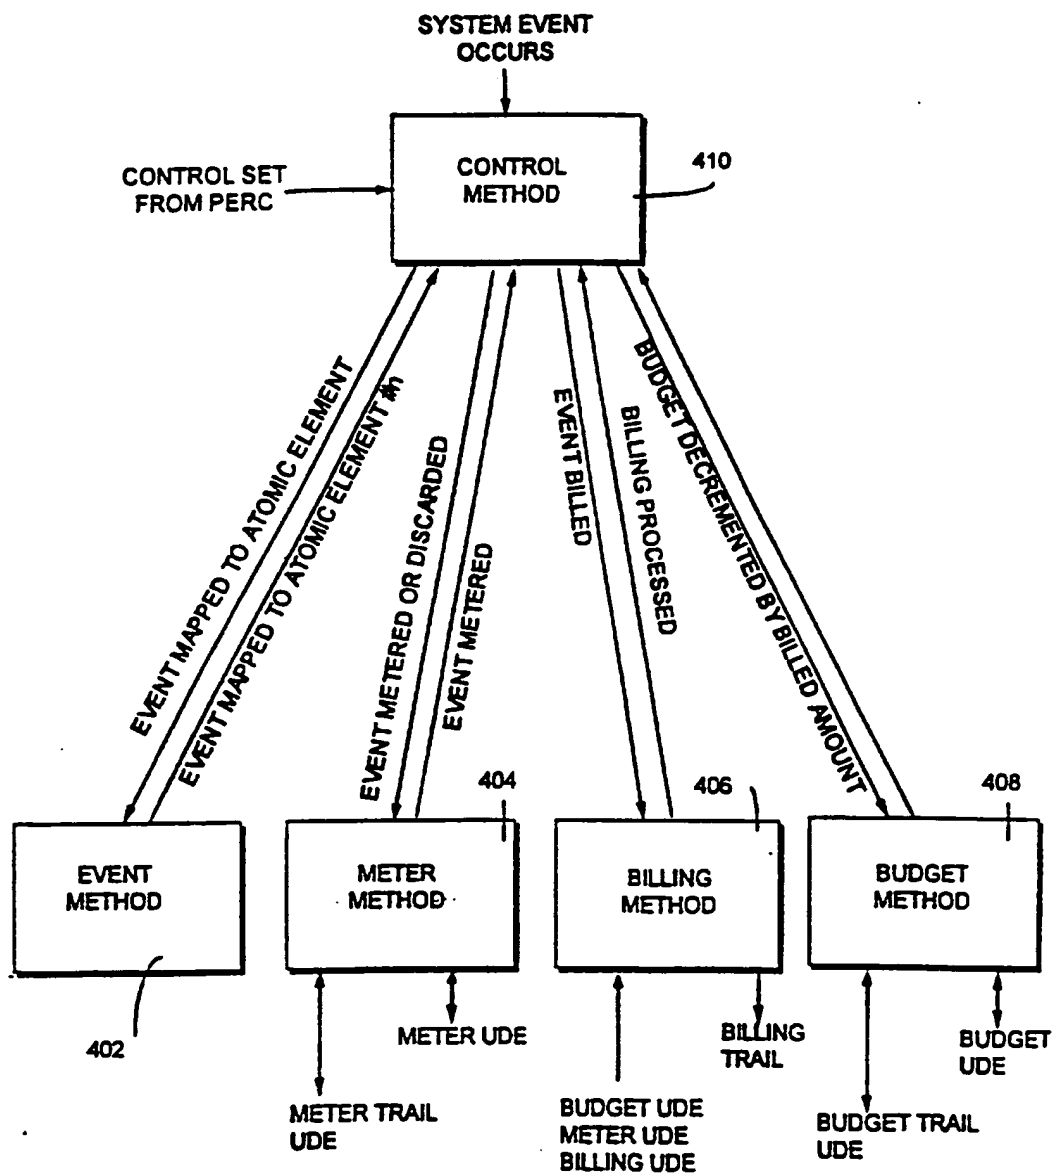 SYSTEM EVENT
OCCURS
CONTROL SET
FROM PERC
CONTROL
METHOD
410
EVENT MAPPED TO ATOMIC ELEMENT
EVENT MAPPED TO ATOMIC ELEMENT #n
EVENT METERED OR DISCARDED
EVENT METERED
EVENT BILLED
BILLING PROCESSED
BUDGET DECREMENTED BY BILLED AMOUNT
404
406
408
EVENT
METHOD
METER
METHOD
BILLING
METHOD
BUDGET
METHOD
402
METER UDE
METER TRAIL
UDE
BUDGET UDE
METER UDE
BILLING UDE
BILLING
TRAIL
BUDGET TRAIL
UDE
BUDGET
UDE